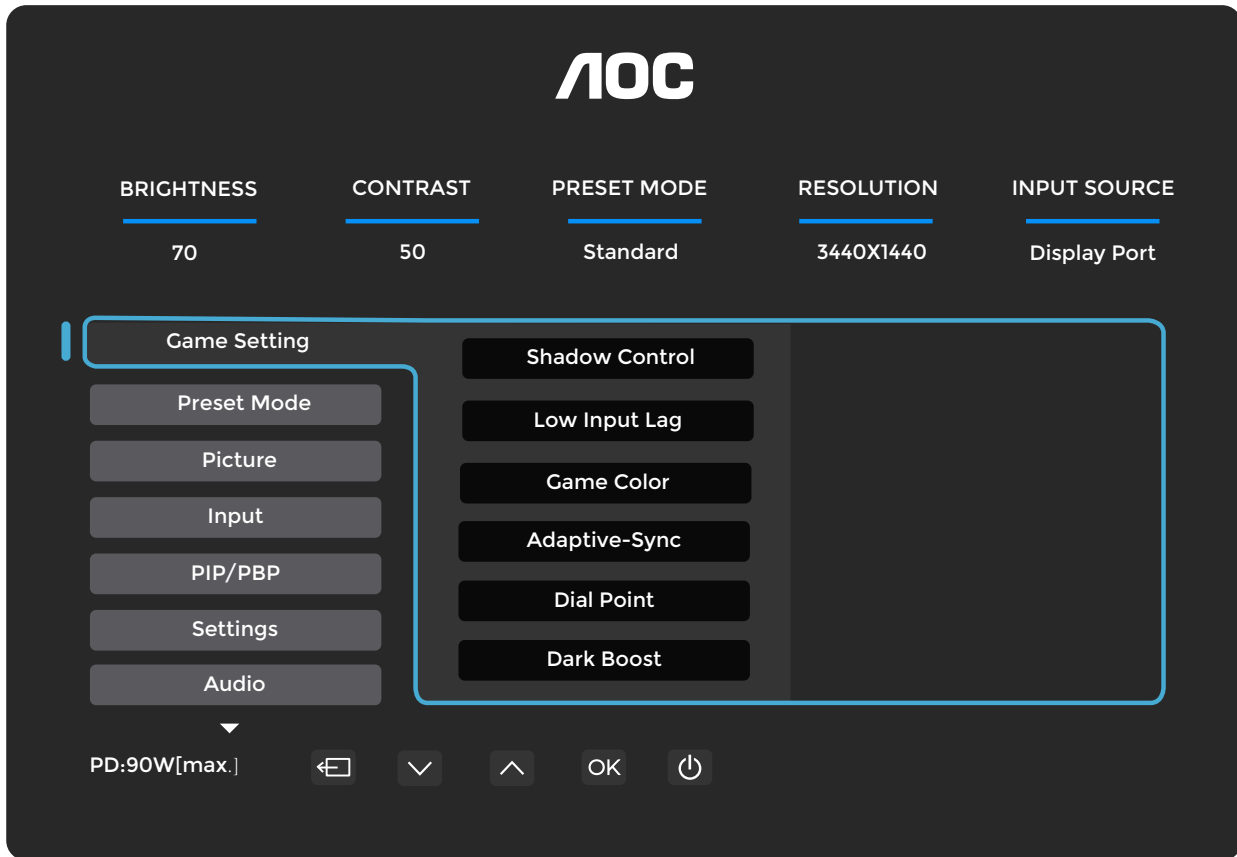 AOC
BRIGHTNESS CONTRAST PRESET MODE RESOLUTION INPUT SOURCE
70 50 Standard 3440X1440 Display Port
Game Setting
Preset Mode
Picture
Input
PIP/PBP
Settings
Audio
Shadow Control
Low Input Lag
Game Color
Adaptive-Sync
Dial Point
Dark Boost
PD:90W[max.]
OK